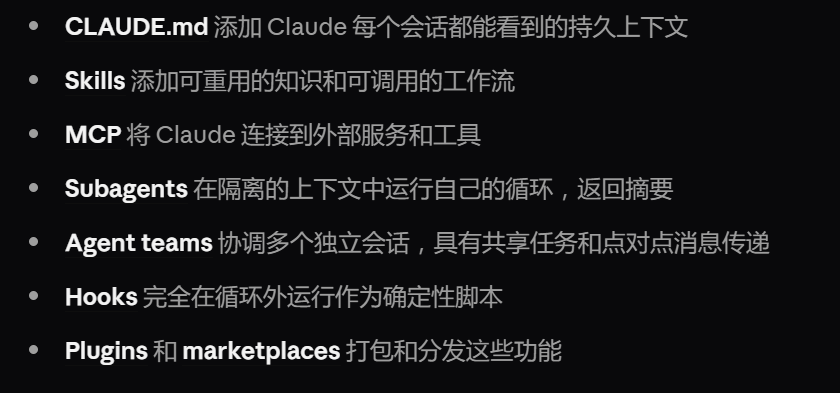 CLAUDE.md 添加 Claude 每个会话都能看到的持久上下文
Skills 添加可重用的知识和可调用的工作流
MCP 将 Claude 连接到外部服务和工具
Subagents 在隔离的上下文中运行自己的循环，返回摘要
Agent teams 协调多个独立会话，具有共享任务和点对点消息传递
Hooks 完全在循环外运行作为确定性脚本
Plugins 和 marketplaces 打包和分发这些功能